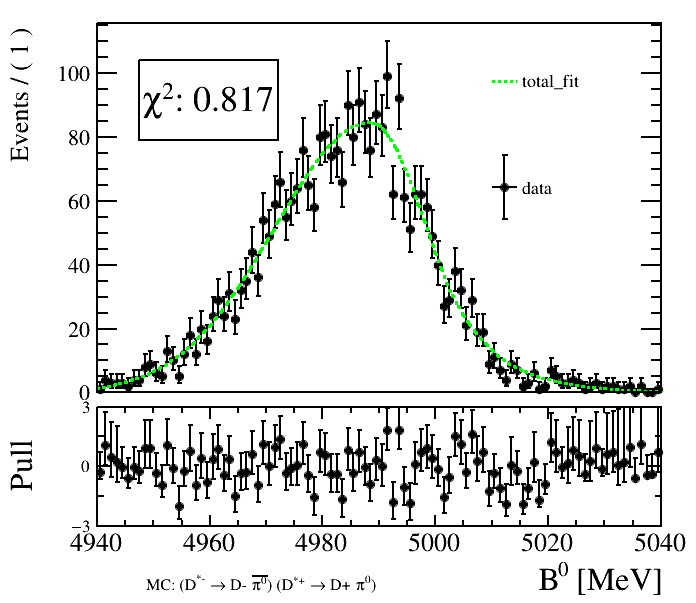 Events / ( 1 )
100
80
60
40
20
0
χ²: 0.817
total_fit
data
Pull
3
0
−3
4940 4960 4980 5000 5020 5040
MC: (D*- → D- π⁰) (D*+ → D+ π⁰)
B⁰ [MeV]